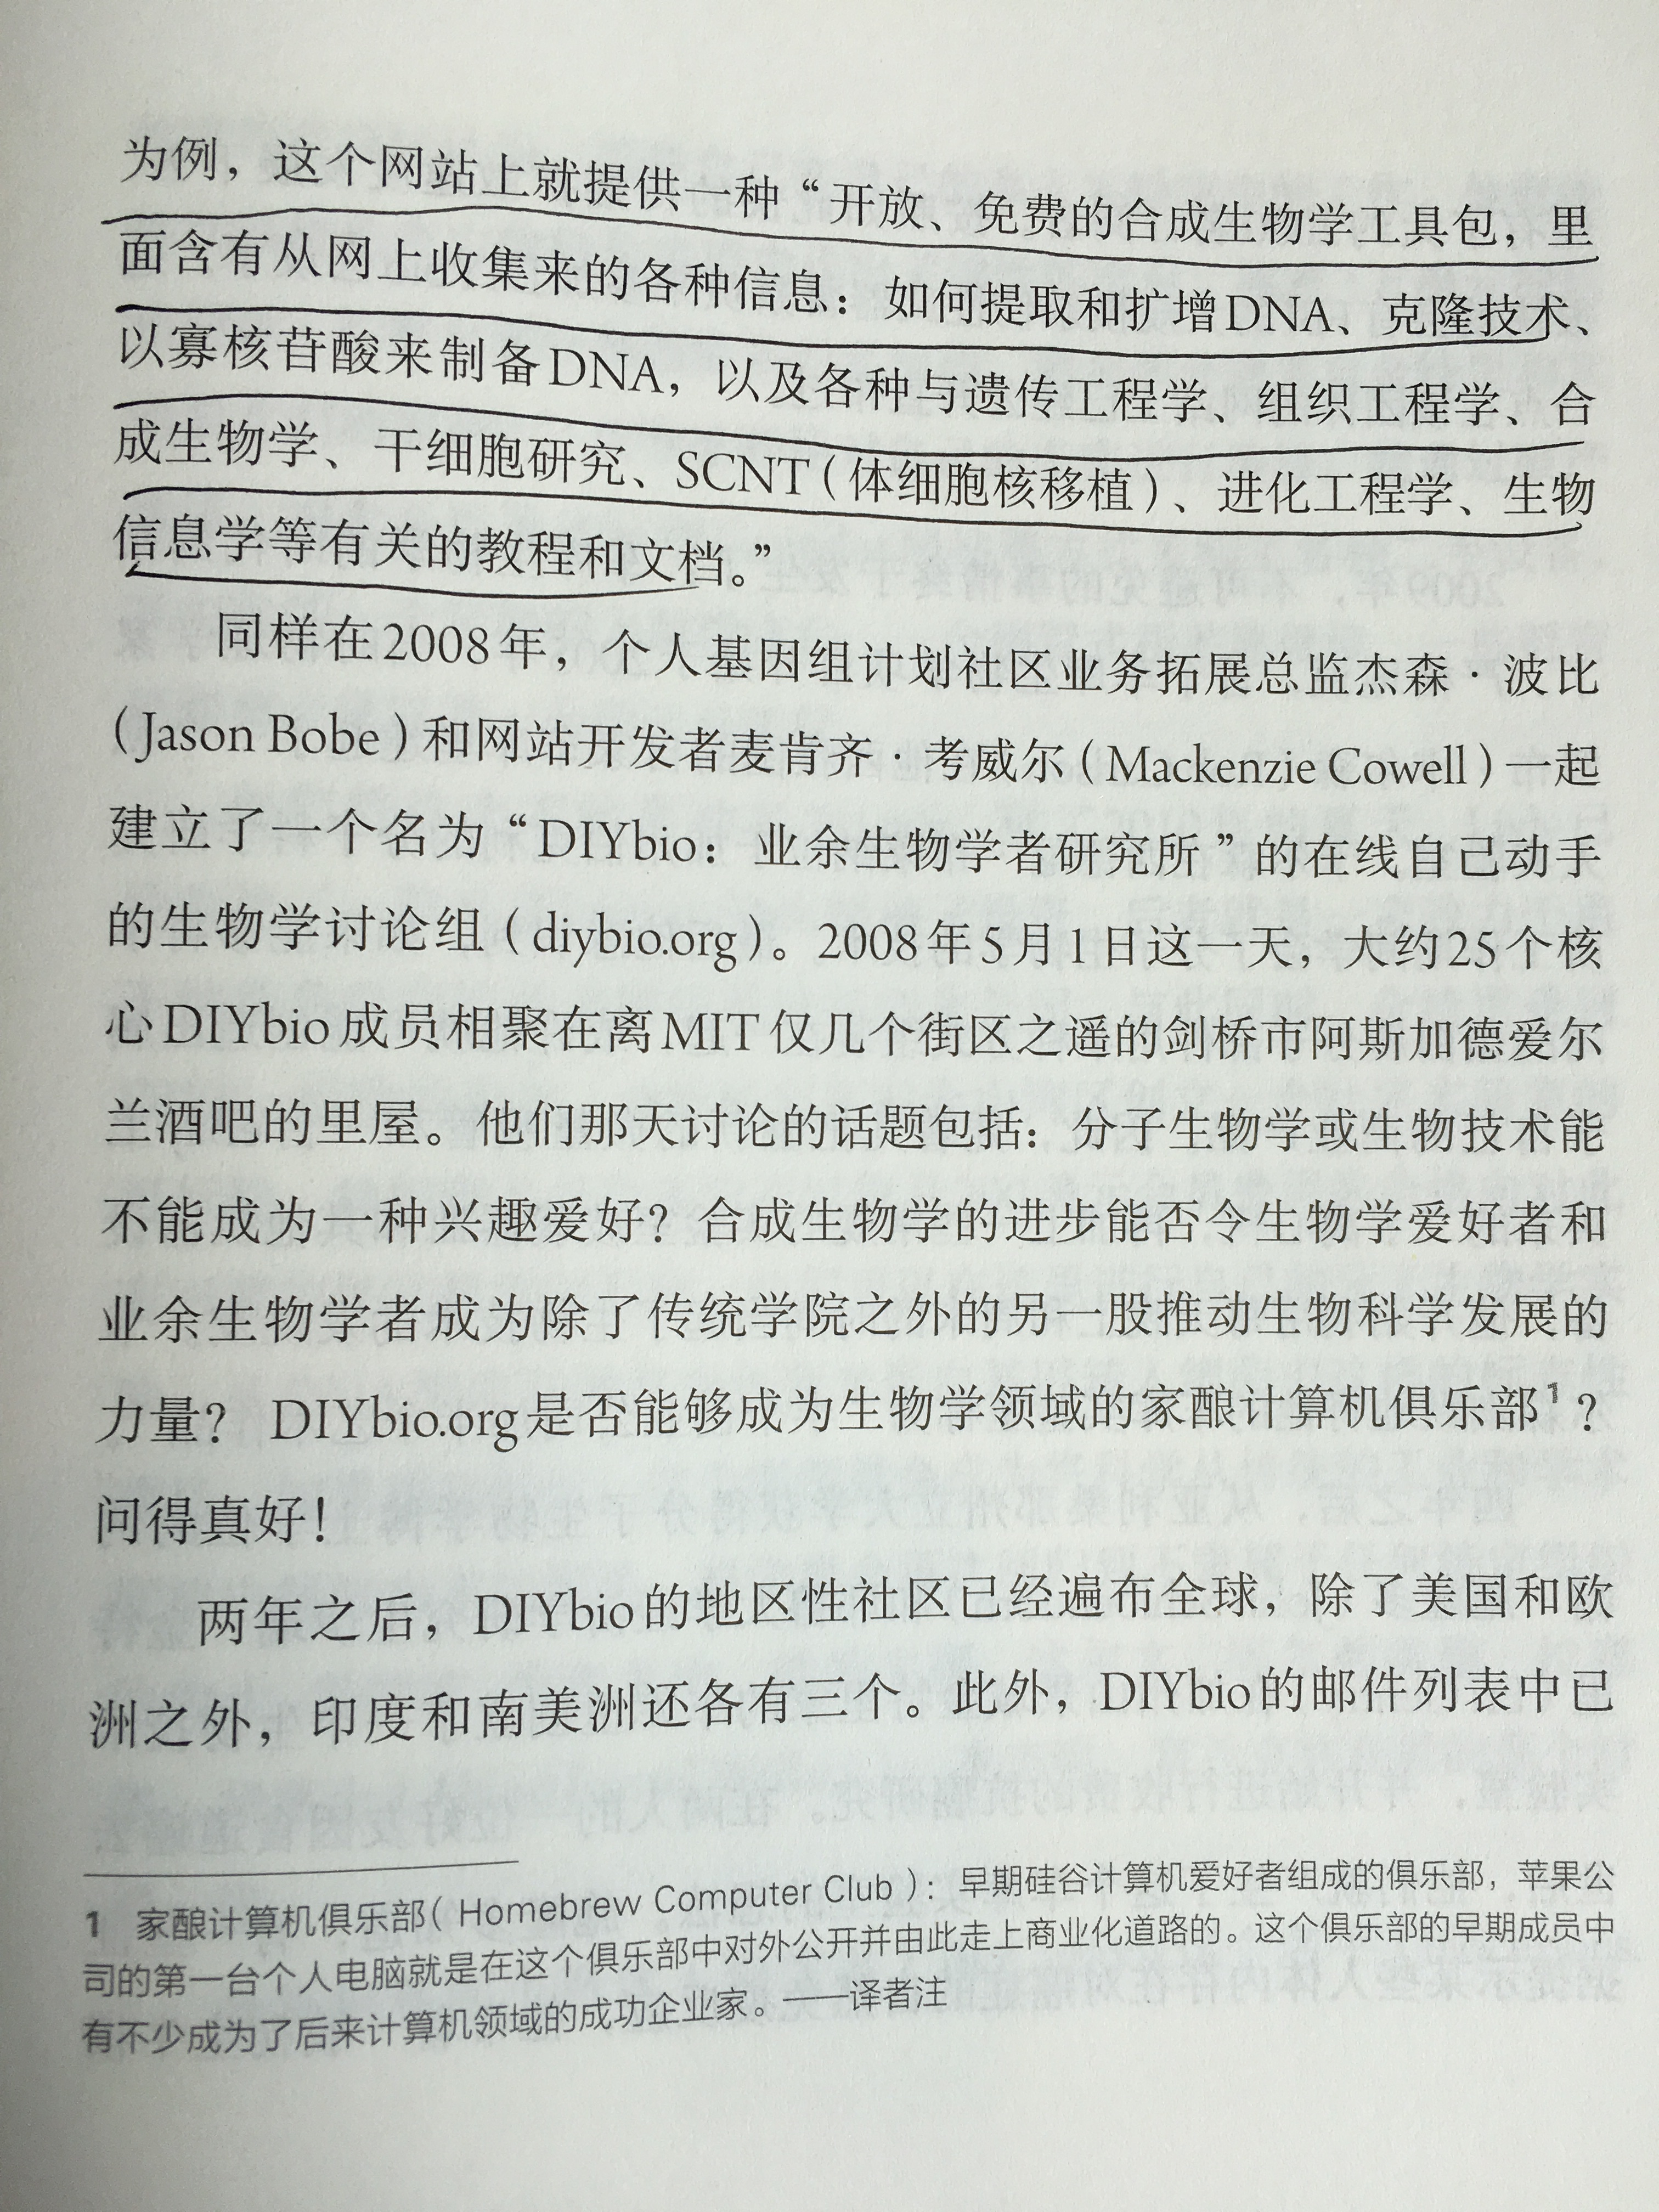 为例，这个网站上就提供一种“开放、免费的合成生物学工具包，里
面含有从网上收集来的各种信息：如何提取和扩增DNA、克隆技术、
以寡核苷酸来制备DNA，以及各种与遗传工程学、组织工程学、合
成生物学、干细胞研究、SCNT（体细胞核移植）、进化工程学、生物
信息学等有关的教程和文档。”
同样在2008年，个人基因组计划社区业务拓展总监杰森·波比
（Jason Bobe）和网站开发者麦肯齐·考威尔（Mackenzie Cowell）一起
建立了一个名为“DIYbio：业余生物学者研究所”的在线自己动手
的生物学讨论组（diybio.org）。2008年5月1日这一天，大约25个核
心DIYbio成员相聚在离MIT仅几个街区之遥的剑桥市阿斯加德爱尔
兰酒吧的里屋。他们那天讨论的话题包括：分子生物学或生物技术能
不能成为一种兴趣爱好？合成生物学的进步能否令生物学爱好者和
业余生物学者成为除了传统学院之外的另一股推动生物科学发展的
力量？ DIYbio.org是否能够成为生物学领域的家酿计算机俱乐部1？
问得真好！
两年之后，DIYbio的地区性社区已经遍布全球，除了美国和欧
洲之外，印度和南美洲还各有三个。此外，DIYbio的邮件列表中已
1 家酿计算机俱乐部（Homebrew Computer Club）：早期硅谷计算机爱好者组成的俱乐部，苹果公
司的第一台个人电脑就是在这个俱乐部中对外公开并由此走上商业化道路的。这个俱乐部的早期成员中
有不少成为了后来计算机领域的成功企业家。——译者注